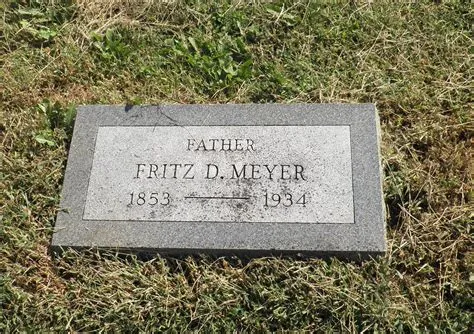 FATHER
FRITZ D. MEYER
1853 — 1934